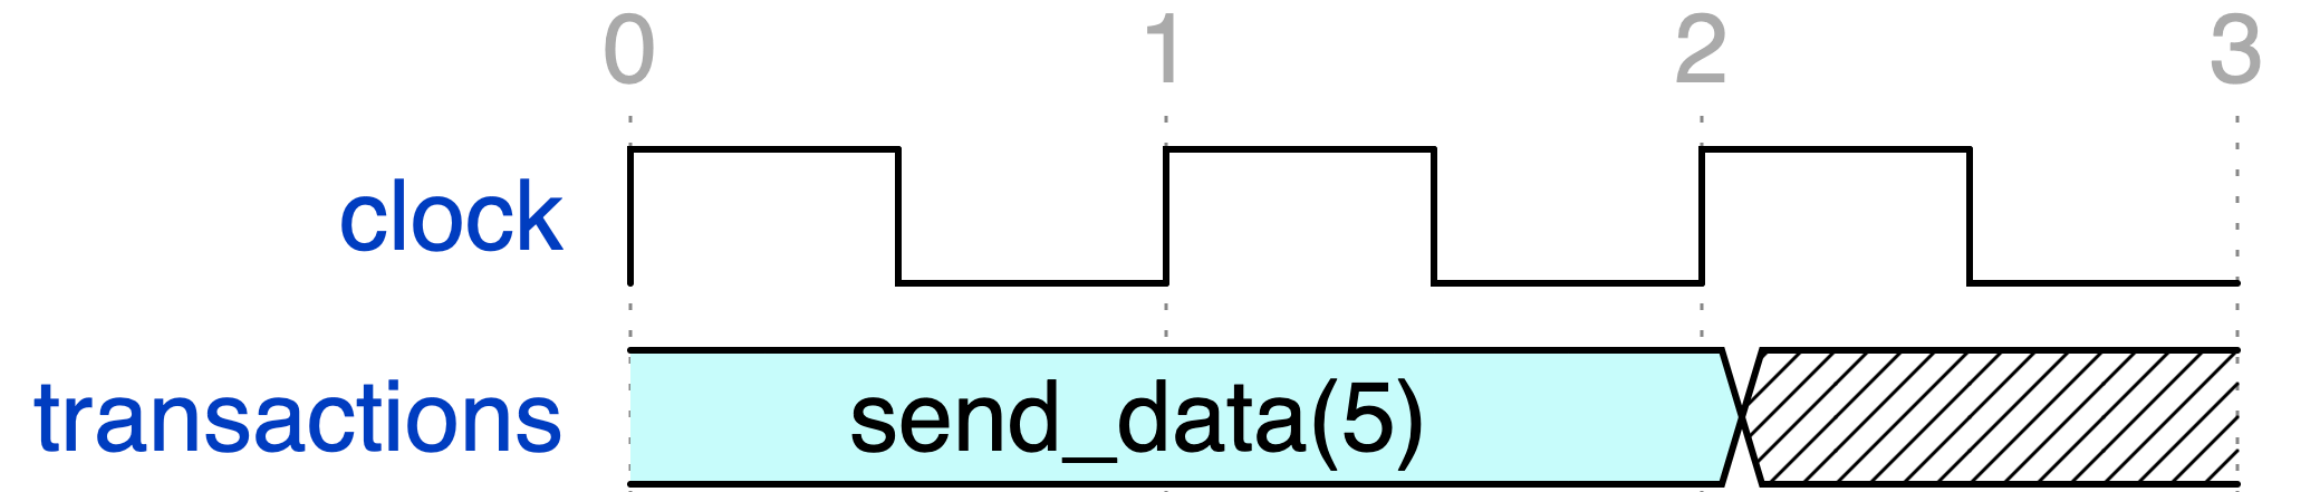 0 1 2 3
clock
transactions send_data(5)